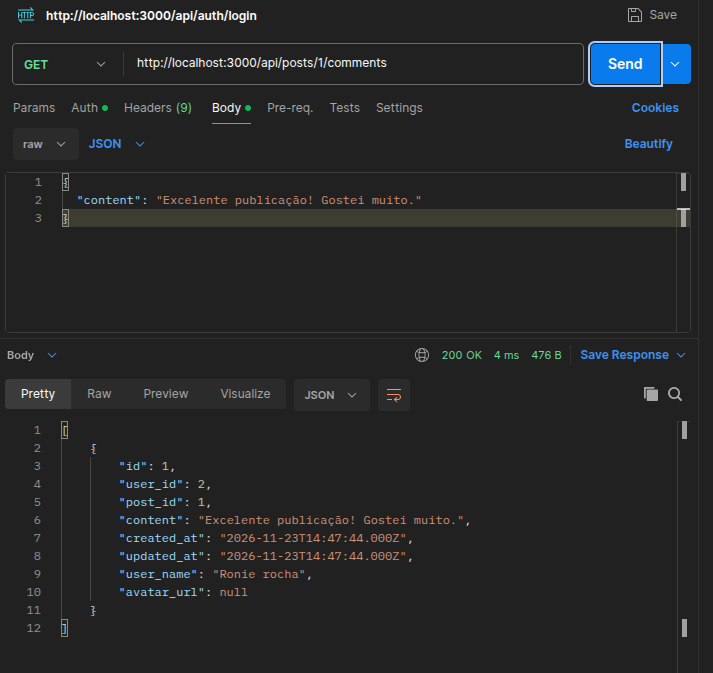 HTTP http://localhost:3000/api/auth/login Save
GET http://localhost:3000/api/posts/1/comments Send
Params Auth Headers (9) Body Pre-req. Tests Settings Cookies
raw JSON Beautify
1 {
2 "content": "Excelente publicação! Gostei muito."
3 }
Body 200 OK 4 ms 476 B Save Response
Pretty Raw Preview Visualize JSON
1 [
2 {
3 "id": 1,
4 "user_id": 2,
5 "post_id": 1,
6 "content": "Excelente publicação! Gostei muito.",
7 "created_at": "2026-11-23T14:47:44.000Z",
8 "updated_at": "2026-11-23T14:47:44.000Z",
9 "user_name": "Ronie rocha",
10 "avatar_url": null
11 }
12 ]